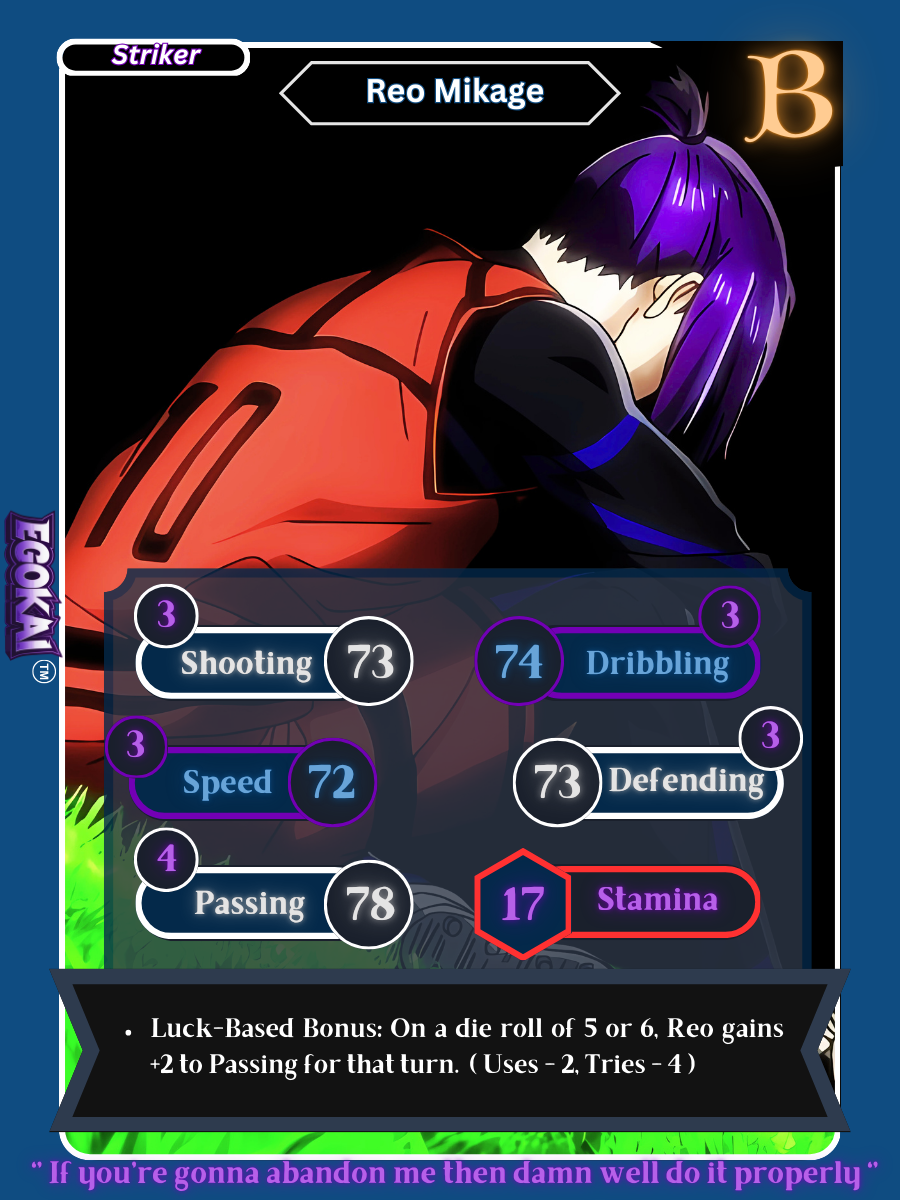 Striker
Reo Mikage
B
10
EGOKAI
TM
3
Shooting 73
3
74 Dribbling
3
Speed 72
3
73 Defending
4
Passing 78
17 Stamina
• Luck-Based Bonus: On a die roll of 5 or 6, Reo gains
+2 to Passing for that turn. ( Uses - 2, Tries - 4 )
“ If you're gonna abandon me then damn well do it properly “